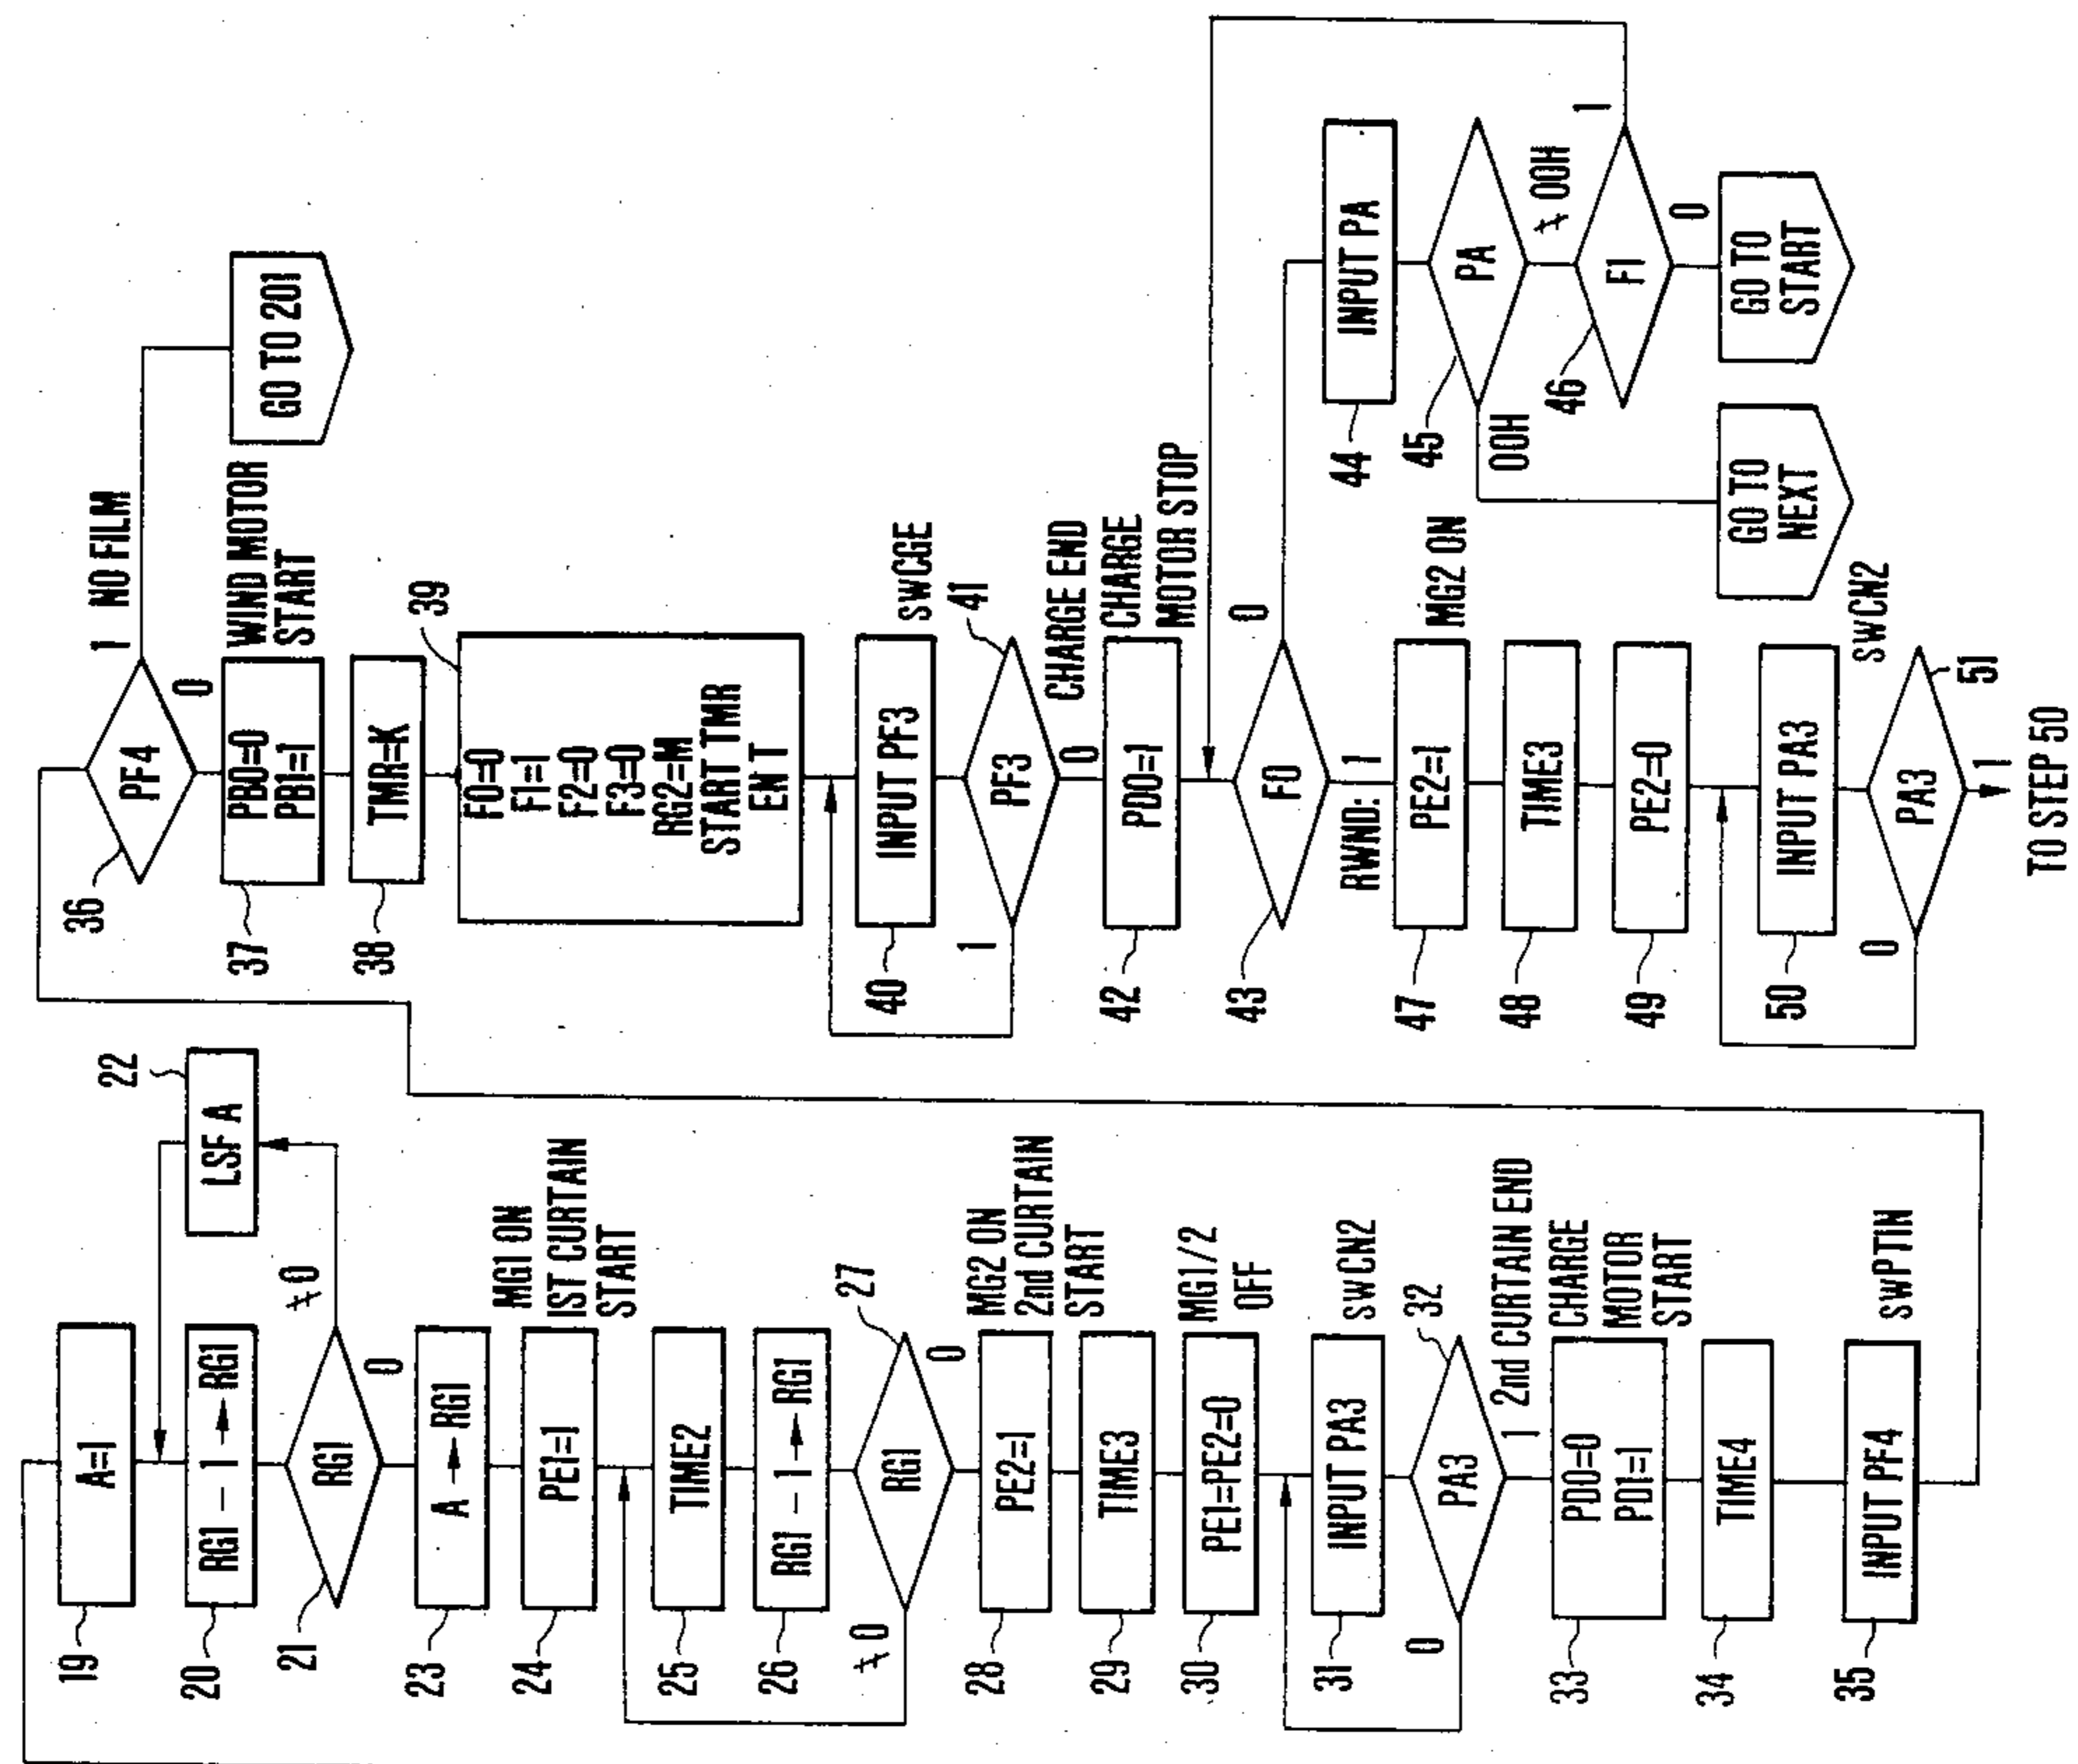 19
A=1
20
RG1 – 1 → RG1
22
LSF A
21
RG1
≠ 0
0
23
A → RG1
24
PE1=1
MG1 ON
IST CURTAIN
START
25
TIME2
26
RG1 – 1 → RG1
27
RG1
≠ 0
0
28
PE2=1
MG2 ON
2nd CURTAIN
START
29
TIME3
30
PE1=PE2=0
MG1/2
OFF
31
INPUT PA3
swCN2
32
PA3
0
1
2nd CURTAIN END
33
PD0=0
PD1=1
CHARGE
MOTOR
START
34
TIME4
35
INPUT PF4
swPTIN
36
PF4
1 NO FILM
GO TO 201
0
37
PB0=0
PB1=1
WIND MOTOR
START
38
TMR=K
39
F0=0
F1=1
F2=0
F3=0
RG2=M
START TMR
EN T
40
INPUT PF3
swCGE
41
PF3
1
0
CHARGE END
42
PD0=1
CHARGE
MOTOR STOP
43
F0
0
RWND: 1
44
INPUT PA
45
PA
00H
≠ 00H
46
F1
1
0
GO TO
NEXT
GO TO
START
47
PE2=1
MG2 ON
48
TIME3
49
PE2=0
50
INPUT PA3
swCN2
51
PA3
0
1
TO STEP 50